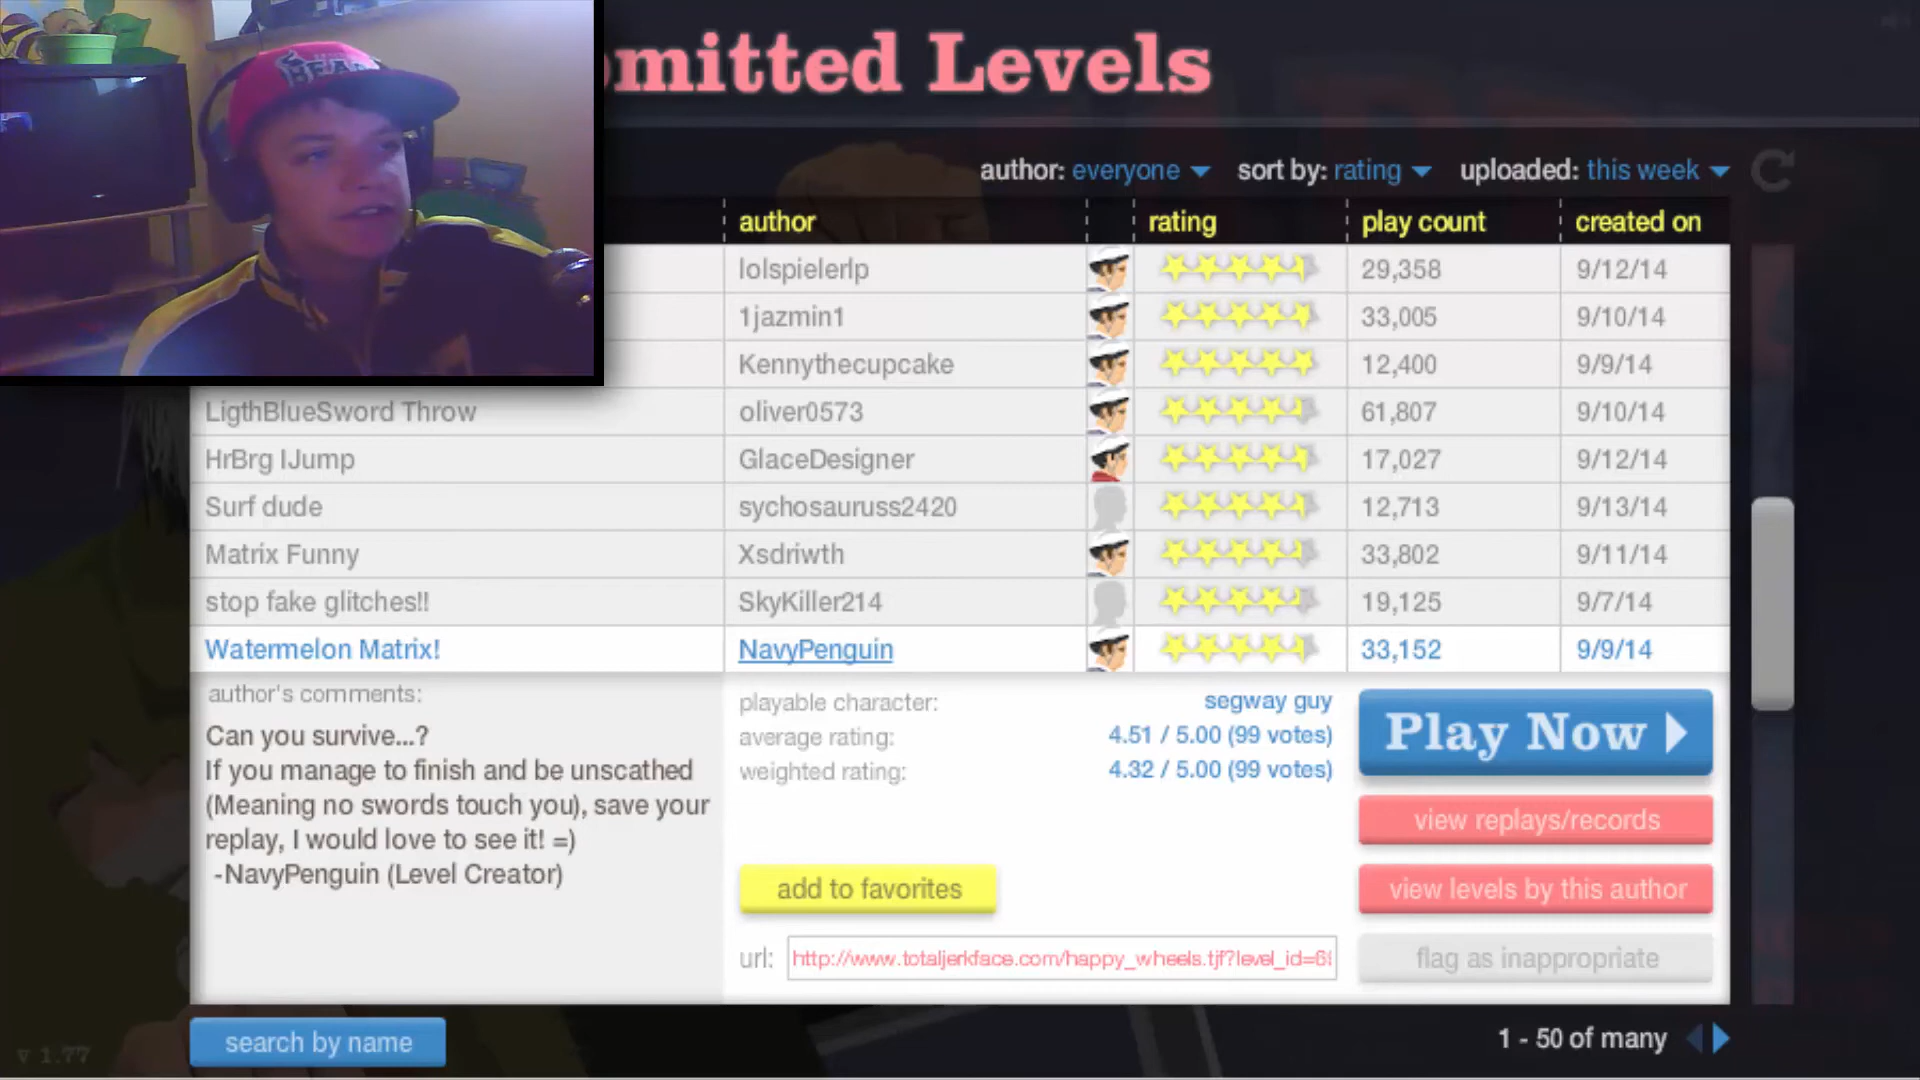 omitted Levels
author: everyone sort by: rating uploaded: this week
author rating play count created on
lolspielerlp 29,358 9/12/14
1jazmin1 33,005 9/10/14
Kennythecupcake 12,400 9/9/14
LigthBlueSword Throw oliver0573 61,807 9/10/14
HrBrg IJump GlaceDesigner 17,027 9/12/14
Surf dude sychosauruss2420 12,713 9/13/14
Matrix Funny Xsdriwth 33,802 9/11/14
stop fake glitches!! SkyKiller214 19,125 9/7/14
Watermelon Matrix! NavyPenguin 33,152 9/9/14
author's comments:
Can you survive...?
If you manage to finish and be unscathed
(Meaning no swords touch you), save your
replay, I would love to see it! =)
-NavyPenguin (Level Creator)
playable character: segway guy
average rating: 4.51 / 5.00 (99 votes)
weighted rating: 4.32 / 5.00 (99 votes)
add to favorites
url: http://www.totaljerkface.com/happy_wheels.tjf?level_id=6
Play Now
view replays/records
view levels by this author
flag as inappropriate
search by name
1 - 50 of many
v 1.77